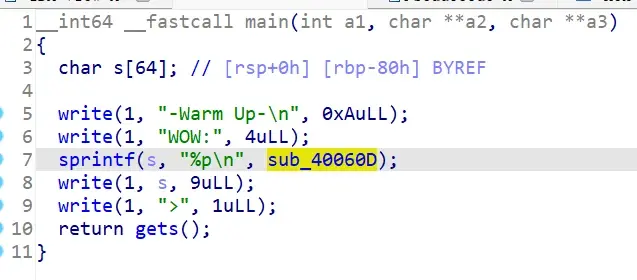 1 __int64 __fastcall main(int a1, char **a2, char **a3)
2 {
3 char s[64]; // [rsp+0h] [rbp-80h] BYREF
4
5 write(1, "-Warm Up-\n", 0xAuLL);
6 write(1, "WOW:", 4uLL);
7 sprintf(s, "%p\n", sub_40060D);
8 write(1, s, 9uLL);
9 write(1, ">", 1uLL);
10 return gets();
11 }